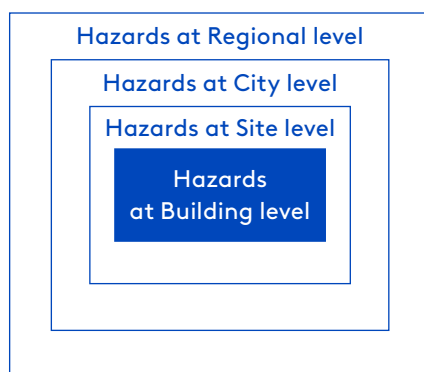 Hazards at Regional level
Hazards at City level
Hazards at Site level
Hazards
at Building level